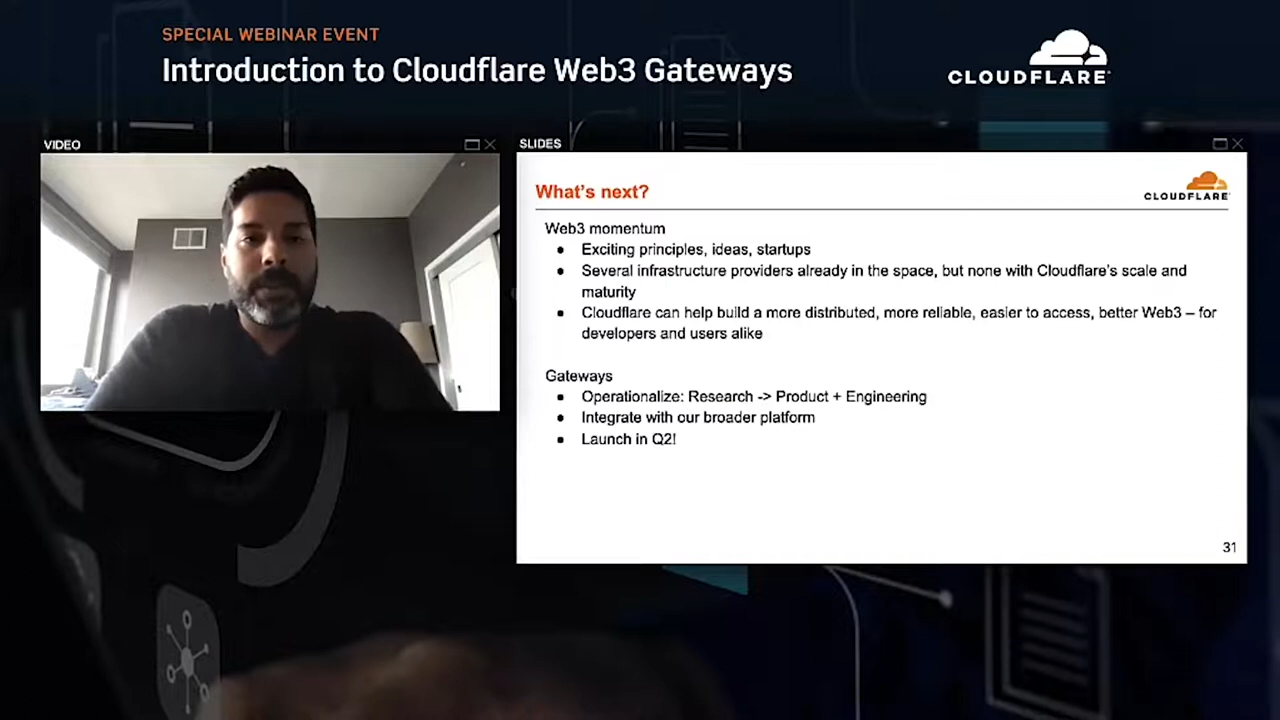 SPECIAL WEBINAR EVENT
Introduction to Cloudflare Web3 Gateways
CLOUDFLARE
VIDEO
SLIDES
What's next?
CLOUDFLARE
Web3 momentum
● Exciting principles, ideas, startups
● Several infrastructure providers already in the space, but none with Cloudflare's scale and
maturity
● Cloudflare can help build a more distributed, more reliable, easier to access, better Web3 – for
developers and users alike
Gateways
● Operationalize: Research -> Product + Engineering
● Integrate with our broader platform
● Launch in Q2!
31